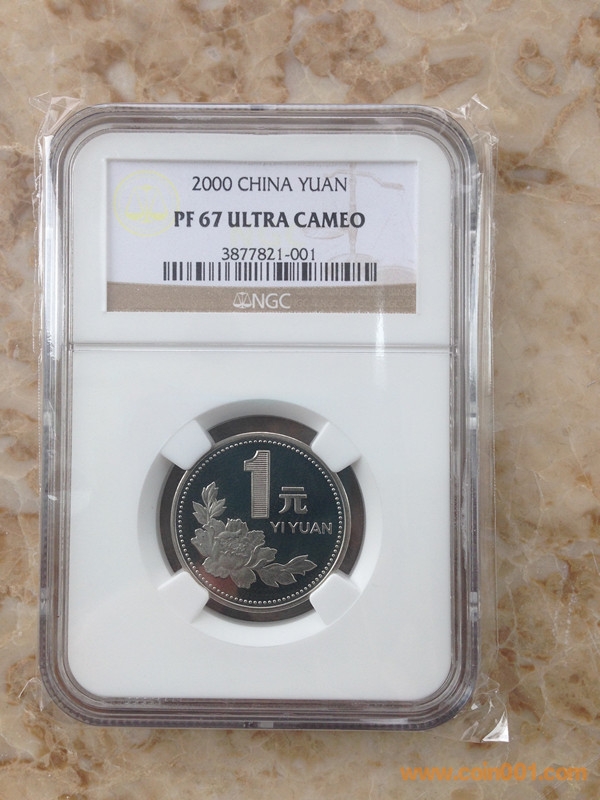 2000 CHINA YUAN
PF 67 ULTRA CAMEO
3877821-001
NGC
1
元
YI YUAN
www.coin001.com